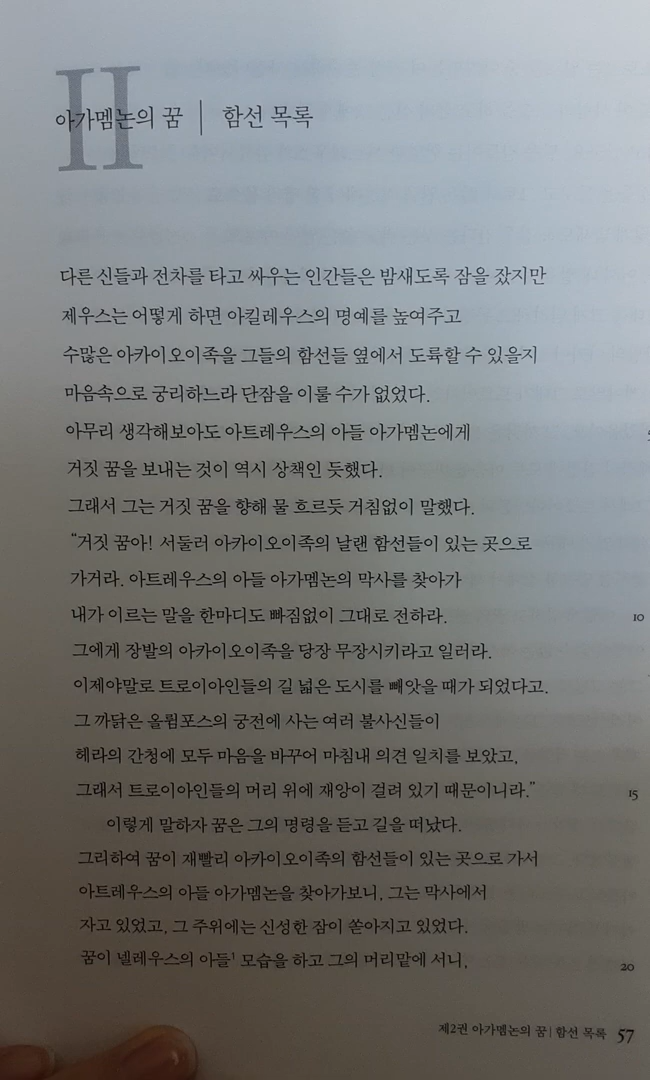 II
아가멤논의 꿈 | 함선 목록
다른 신들과 전차를 타고 싸우는 인간들은 밤새도록 잠을 잤지만
제우스는 어떻게 하면 아킬레우스의 명예를 높여주고
수많은 아카이오이족을 그들의 함선들 옆에서 도륙할 수 있을지
마음속으로 궁리하느라 단잠을 이룰 수가 없었다.
아무리 생각해보아도 아트레우스의 아들 아가멤논에게
거짓 꿈을 보내는 것이 역시 상책인 듯했다.
그래서 그는 거짓 꿈을 향해 물 흐르듯 거침없이 말했다.
“거짓 꿈아! 서둘러 아카이오이족의 날랜 함선들이 있는 곳으로
가거라. 아트레우스의 아들 아가멤논의 막사를 찾아가
내가 이르는 말을 한마디도 빠짐없이 그대로 전하라. 10
그에게 장발의 아카이오이족을 당장 무장시키라고 일러라.
이제야말로 트로이아인들의 길 넓은 도시를 빼앗을 때가 되었다고.
그 까닭은 올륌포스의 궁전에 사는 여러 불사신들이
헤라의 간청에 모두 마음을 바꾸어 마침내 의견 일치를 보았고,
그래서 트로이아인들의 머리 위에 재앙이 걸려 있기 때문이니라.” 15
이렇게 말하자 꿈은 그의 명령을 듣고 길을 떠났다.
그리하여 꿈이 재빨리 아카이오이족의 함선들이 있는 곳으로 가서
아트레우스의 아들 아가멤논을 찾아가보니, 그는 막사에서
자고 있었고, 그 주위에는 신성한 잠이 쏟아지고 있었다.
꿈이 넬레우스의 아들¹ 모습을 하고 그의 머리맡에 서니, 20
제2권 아가멤논의 꿈 | 함선 목록 57